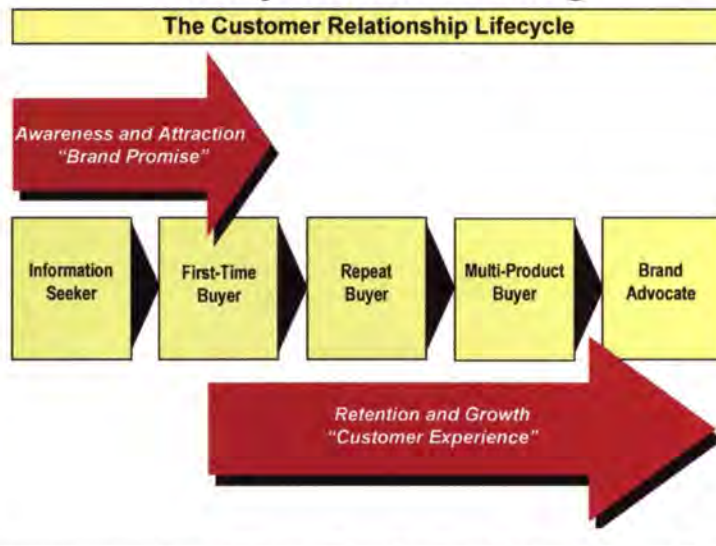 The Customer Relationship Lifecycle
Awareness and Attraction
"Brand Promise"
Information
Seeker
First-Time
Buyer
Repeat
Buyer
Multi-Product
Buyer
Brand
Advocate
Retention and Growth
"Customer Experience"